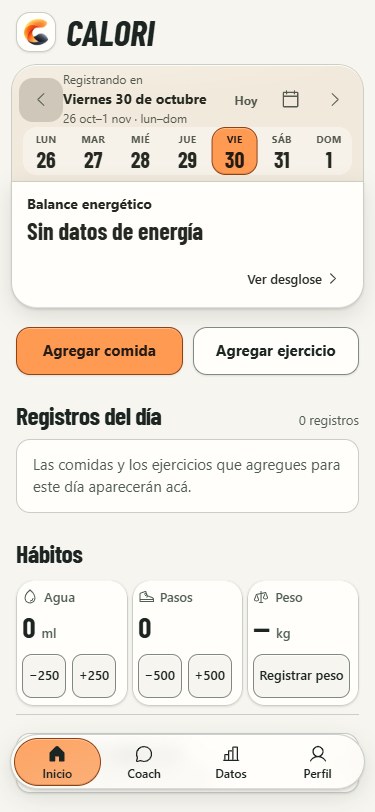 CALORI
Registrando en
Viernes 30 de octubre
Hoy
26 oct–1 nov · lun–dom
LUN MAR MIÉ JUE VIE SÁB DOM
26 27 28 29 30 31 1
Balance energético
Sin datos de energía
Ver desglose
Agregar comida
Agregar ejercicio
Registros del día
0 registros
Las comidas y los ejercicios que agregues para
este día aparecerán acá.
Hábitos
Agua Pasos Peso
0 ml 0 – kg
−250 +250 −500 +500 Registrar peso
Inicio Coach Datos Perfil